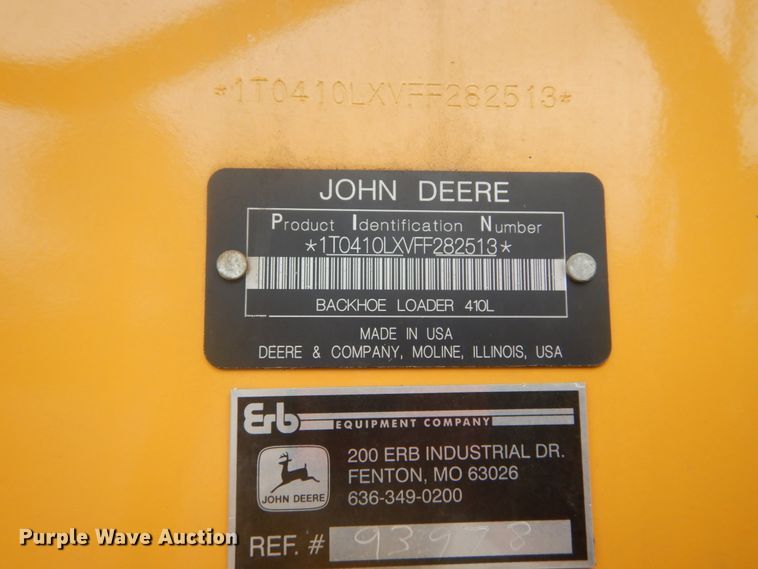 *1T0410LXVFF282513*
JOHN DEERE
Product Identification Number
*1T0410LXVFF282513*
BACKHOE LOADER 410L
MADE IN USA
DEERE & COMPANY, MOLINE, ILLINOIS, USA
Erb
EQUIPMENT COMPANY
200 ERB INDUSTRIAL DR.
FENTON, MO 63026
636-349-0200
JOHN DEERE
REF. # 93978
Purple Wave Auction